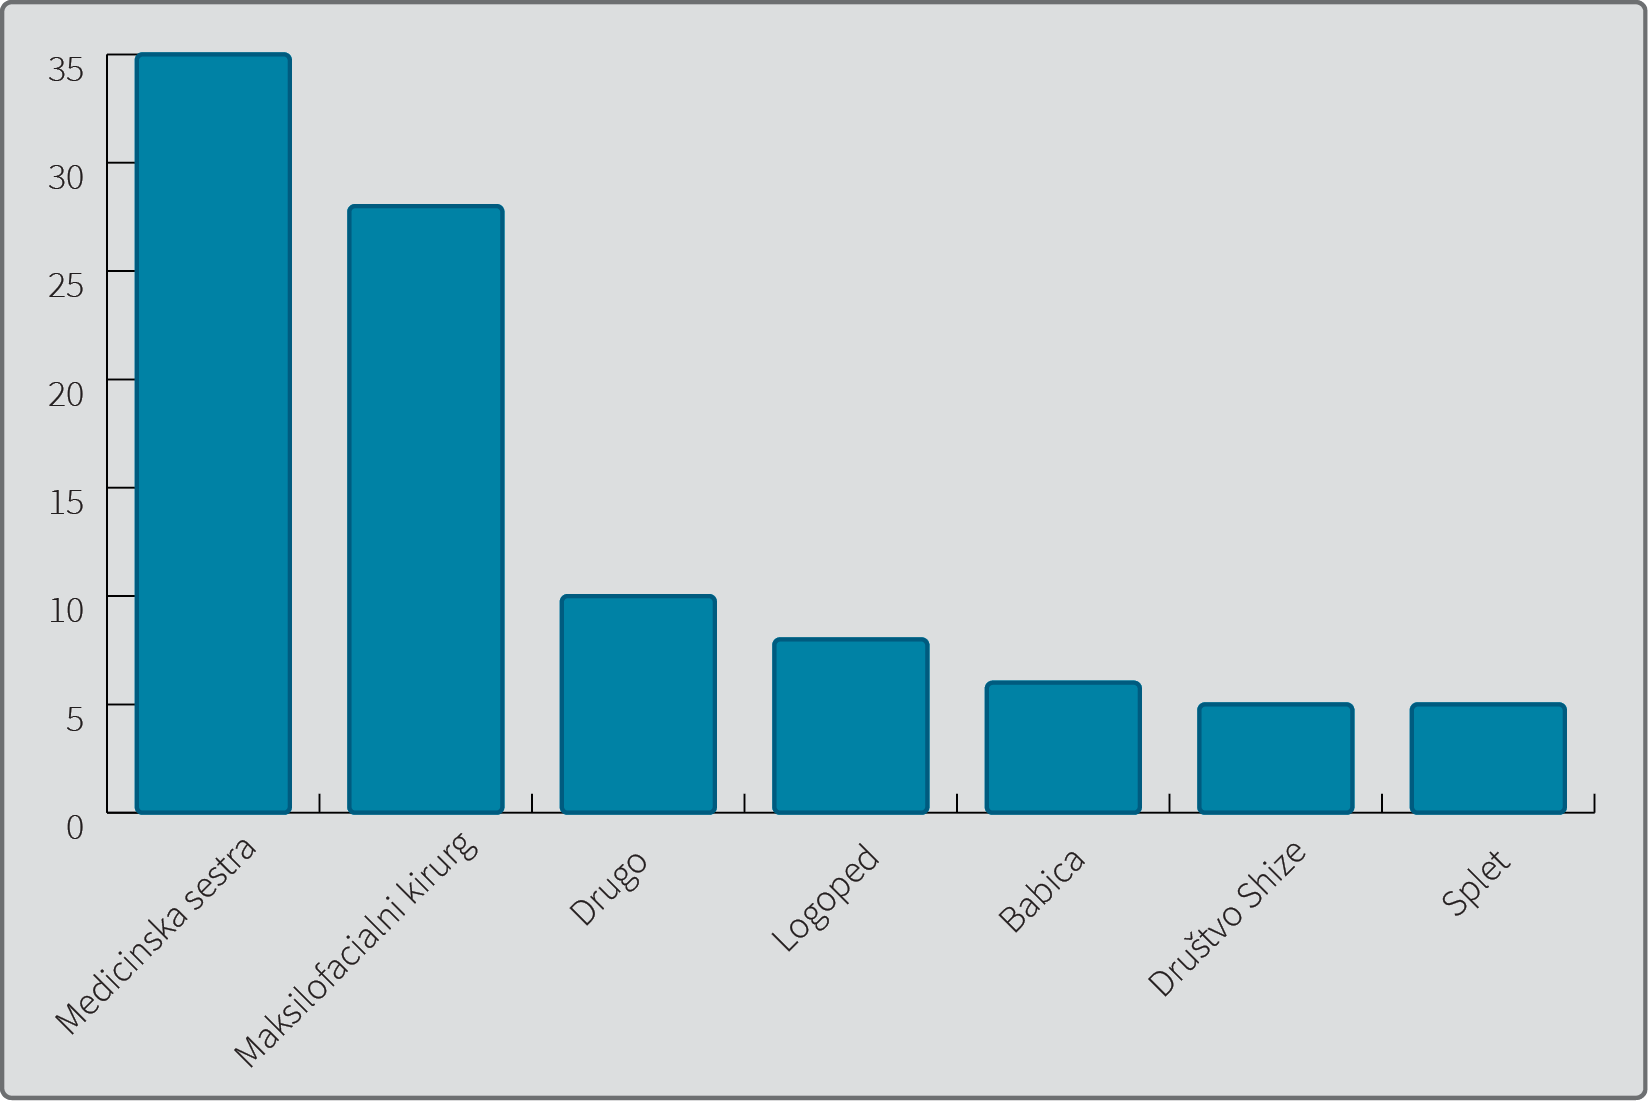 35
30
25
20
15
10
5
0
Medicinska sestra
Maksilofacialni kirurg
Drugo
Logoped
Babica
Društvo Shize
Splet